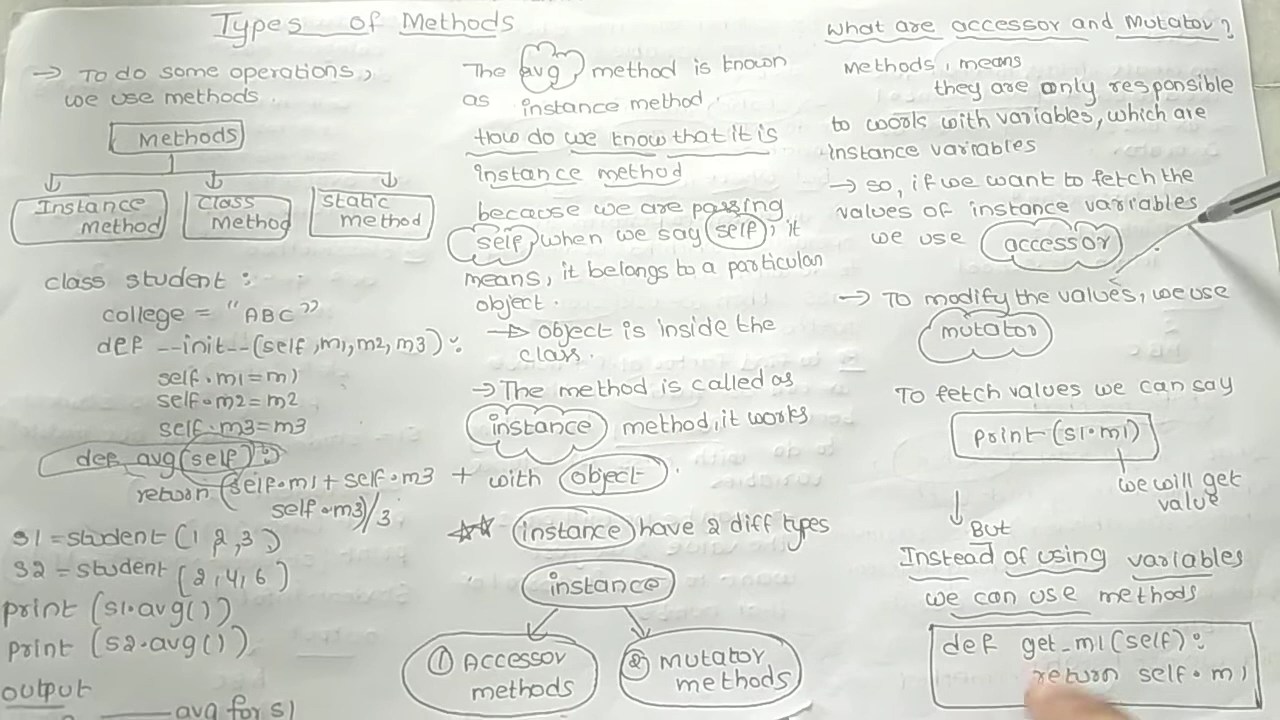 Types of Methods
→ To do some operations,
we use methods.
Methods
Instance method
class Method
static method
class student :
college = "ABC"
def --init--(self,m1,m2,m3):
self.m1=m1
self.m2=m2
self.m3=m3
def avg(self):
return (self.m1+self.m3 +
self.m3)/3
s1=student(1 2,3)
s2=student (2,4,6)
print (s1.avg())
print (s2.avg())
output
avg for s1
The avg method is known
as instance method.
How do we know that it is
instance method
because we are passing
self, when we say self, it
means, it belongs to a particular
object.
→ object is inside the
class.
→ The method is called as
instance method, it works
with object.
instance have 2 diff types
instance
① Accessor methods
② mutator methods
what are accessor and Mutator?
Methods, means
they are only responsible
to work with variables, which are
instance variables
→ so, if we want to fetch the
values of instance variables
we use accessor.
→ To modify the values, we use
mutator
To fetch values we can say
print (s1.m1)
we will get
value
But
Instead of using variables
we can use methods
def get_m1(self):
return self.m1